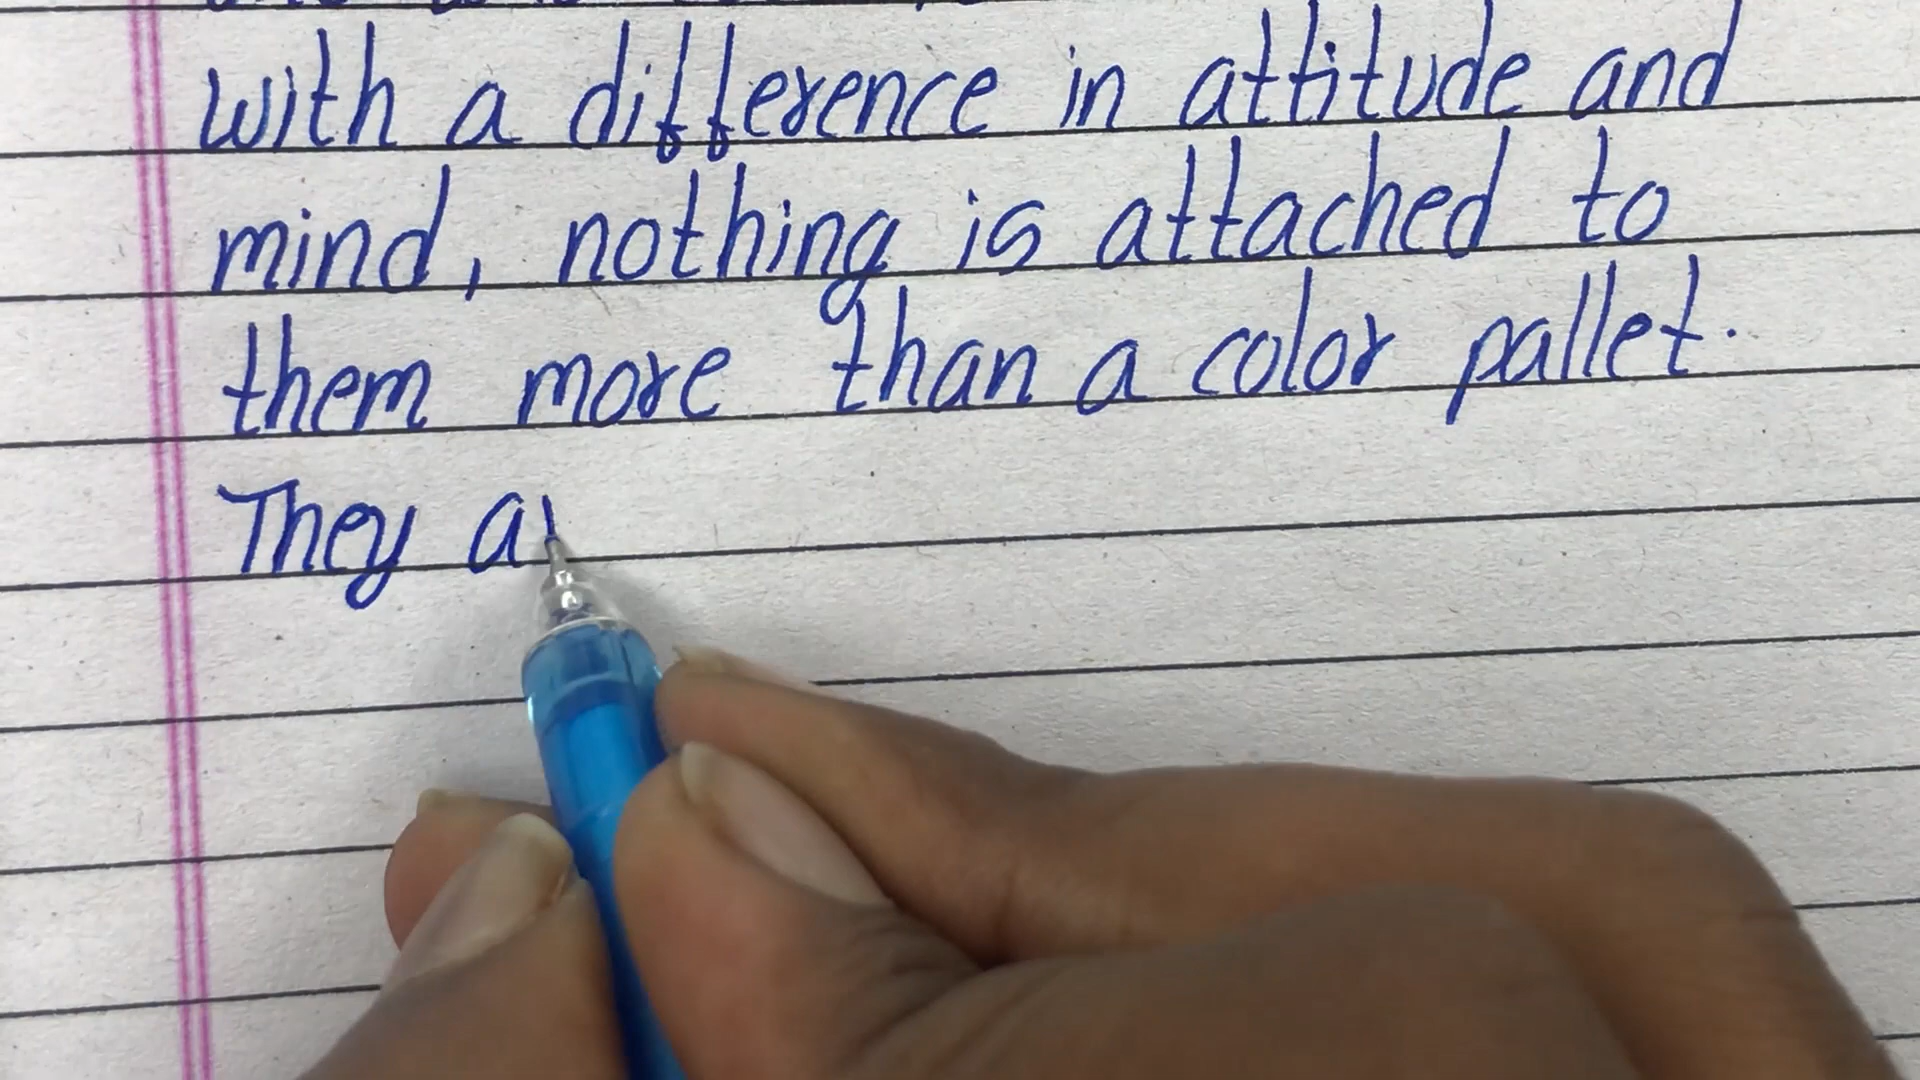 with a difference in attitude and
mind, nothing is attached to
them more than a color pallet.
They a